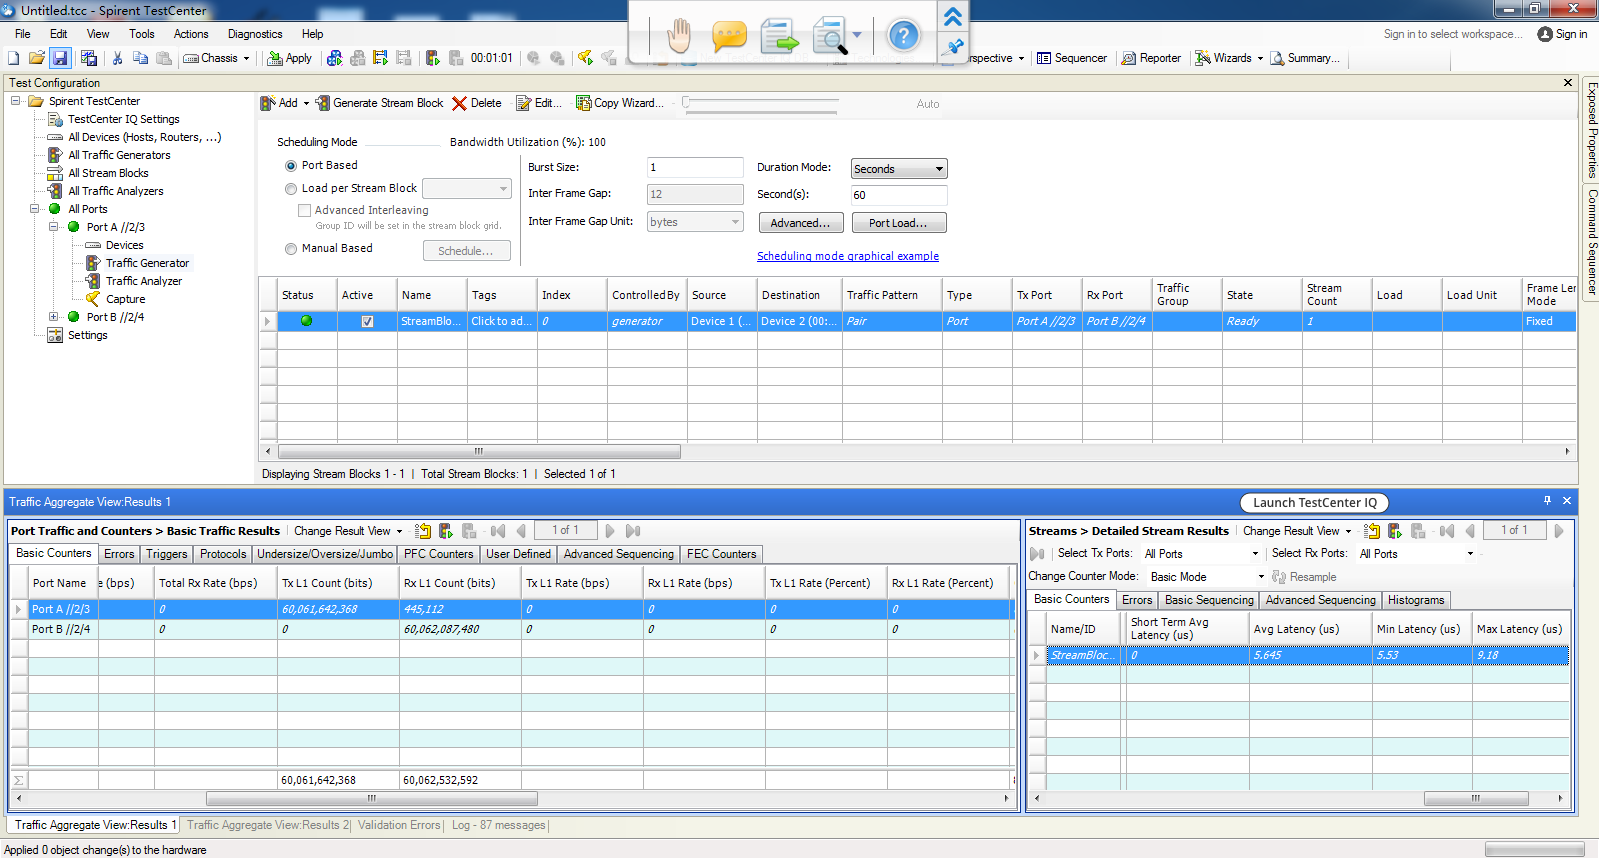 Untitled.tcc - Spirent TestCenter
File Edit View Tools Actions Diagnostics Help
Sign in to select workspace... Sign in
Chassis Apply 00:01:01 rspective Sequencer Reporter Wizards Summary...
Test Configuration
Spirent TestCenter
TestCenter IQ Settings
All Devices (Hosts, Routers, ...)
All Traffic Generators
All Stream Blocks
All Traffic Analyzers
All Ports
Port A //2/3
Devices
Traffic Generator
Traffic Analyzer
Capture
Port B //2/4
Settings
Add Generate Stream Block Delete Edit... Copy Wizard... Auto
Scheduling Mode Bandwidth Utilization (%): 100
Port Based Burst Size: 1 Duration Mode: Seconds
Load per Stream Block Inter Frame Gap: 12 Second(s): 60
Advanced Interleaving
Group ID will be set in the stream block grid.
Inter Frame Gap Unit: bytes Advanced... Port Load...
Manual Based Schedule...
Scheduling mode graphical example
Status Active Name Tags Index Controlled By Source Destination Traffic Pattern Type Tx Port Rx Port Traffic Group State Stream Count Load Load Unit Frame Len Mode
StreamBlo... Click to ad... 0 generator Device 1 (... Device 2 (00:... Pair Port Port A //2/3 Port B //2/4 Ready 1 Fixed
Displaying Stream Blocks 1 - 1 | Total Stream Blocks: 1 | Selected 1 of 1
Exposed Properties
Command Sequencer
Traffic Aggregate View:Results 1 Launch TestCenter IQ
Port Traffic and Counters > Basic Traffic Results Change Result View 1 of 1
Basic Counters Errors Triggers Protocols Undersize/Oversize/Jumbo PFC Counters User Defined Advanced Sequencing FEC Counters
Port Name e (bps) Total Rx Rate (bps) Tx L1 Count (bits) Rx L1 Count (bits) Tx L1 Rate (bps) Rx L1 Rate (bps) Tx L1 Rate (Percent) Rx L1 Rate (Percent)
Port A //2/3 0 60,061,642,368 445,112 0 0 0 0
Port B //2/4 0 0 60,062,087,480 0 0 0 0
Σ 60,061,642,368 60,062,532,592
Streams > Detailed Stream Results Change Result View 1 of 1
Select Tx Ports: All Ports Select Rx Ports: All Ports
Change Counter Mode: Basic Mode Resample
Basic Counters Errors Basic Sequencing Advanced Sequencing Histograms
Name/ID Short Term Avg Latency (us) Avg Latency (us) Min Latency (us) Max Latency (us)
StreamBloc... 0 5.645 5.53 9.18
Traffic Aggregate View:Results 1 Traffic Aggregate View:Results 2 Validation Errors Log - 87 messages
Applied 0 object change(s) to the hardware